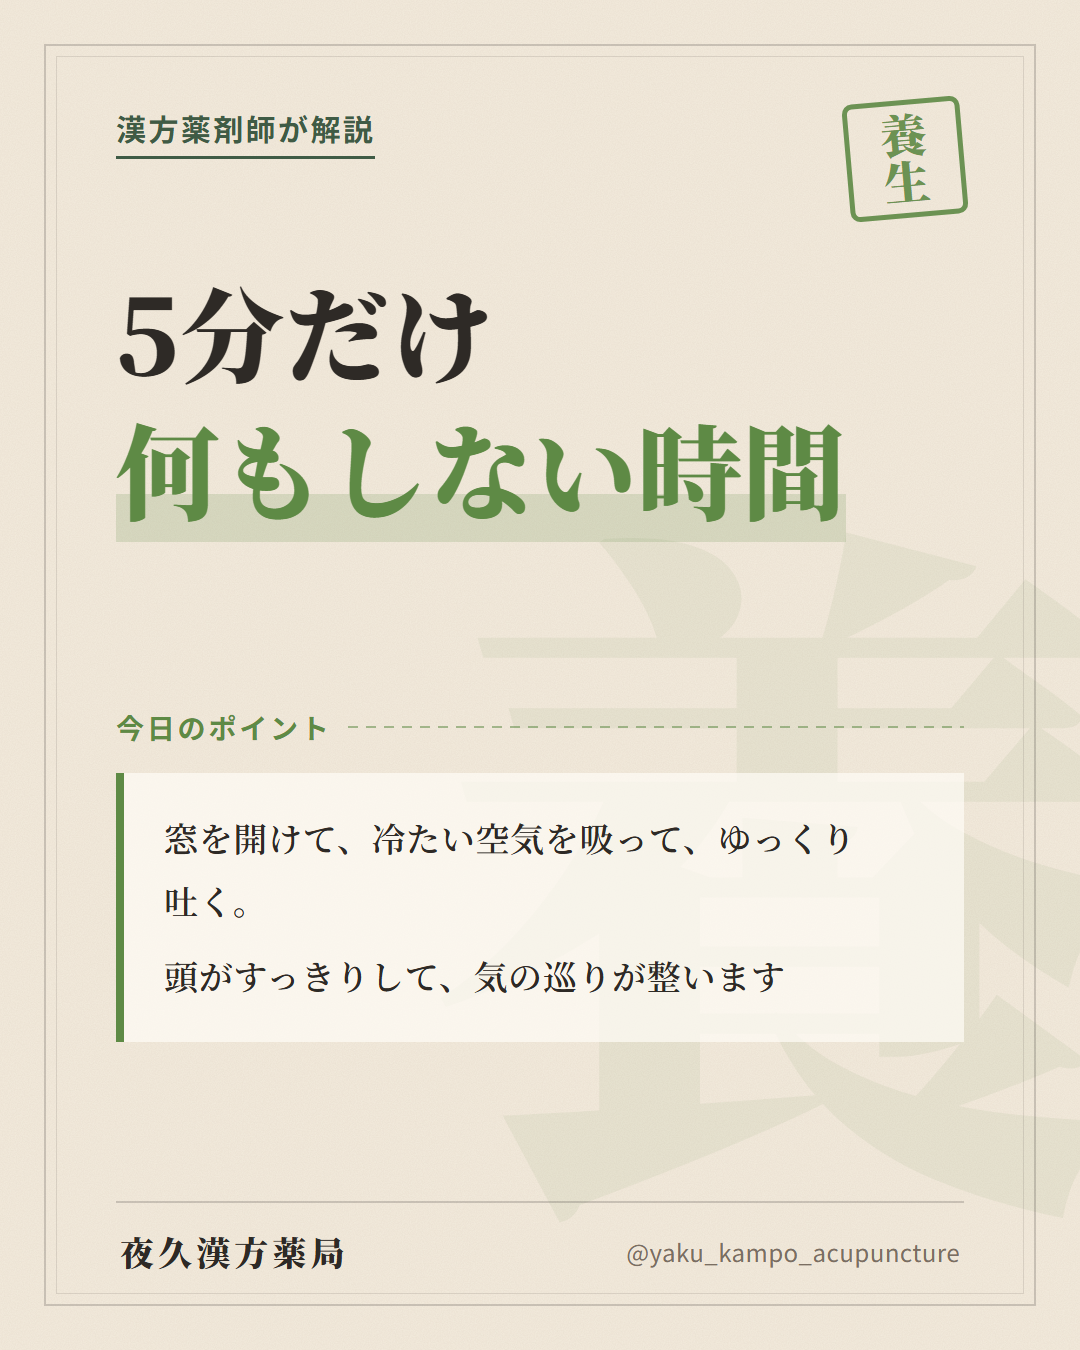 漢方薬剤師が解説
養
生
5分だけ
何もしない時間
今日のポイント
窓を開けて、冷たい空気を吸って、ゆっくり
吐く。
頭がすっきりして、気の巡りが整います
養
夜久漢方薬局
@yaku_kampo_acupuncture